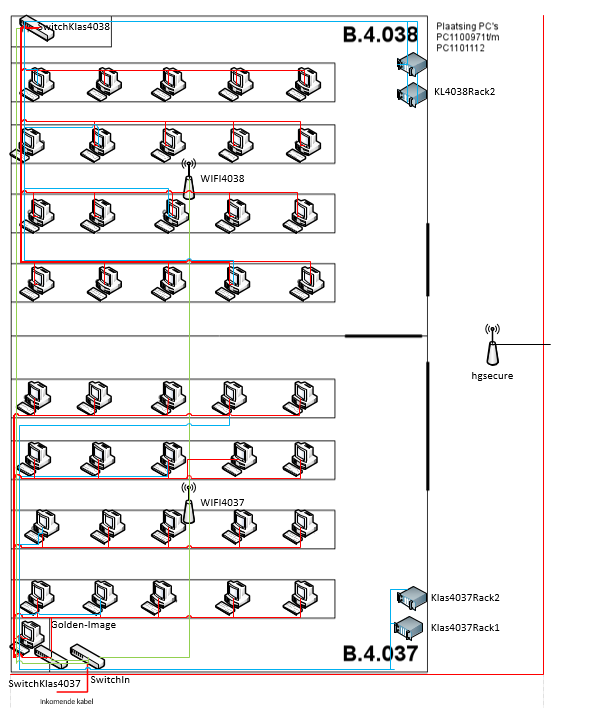 SwitchKlas4038
B.4.038
Plaatsing PC's
PC1100971t/m
PC1101112
KL4038Rack2
WIFI4038
hgsecure
WIFI4037
Klas4037Rack2
Golden-Image
Klas4037Rack1
B.4.037
SwitchKlas4037
SwitchIn
Inkomende kabel